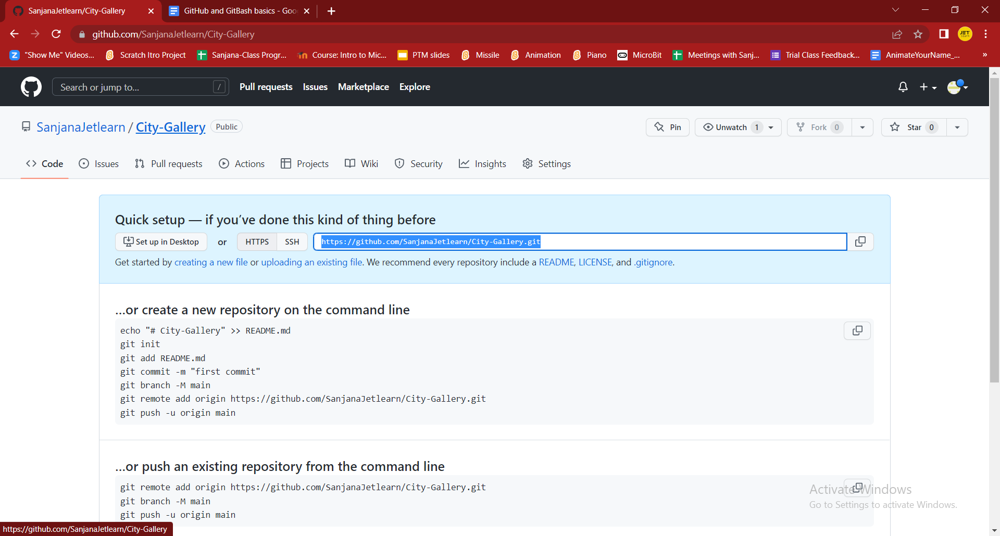 SanjanaJetlearn/City-Gallery
GitHub and GitBash basics - Goo
github.com/SanjanaJetlearn/City-Gallery
JET
"Show Me" Videos...
Scratch Itro Project
Sanjana-Class Progr...
Course: Intro to Mic...
PTM slides
Missile
Animation
Piano
MicroBit
Meetings with Sanj...
Trial Class Feedback...
AnimateYourName_...
»
Search or jump to...
/
Pull requests
Issues
Marketplace
Explore
SanjanaJetlearn / City-Gallery
Public
Pin
Unwatch 1
Fork 0
Star 0
Code
Issues
Pull requests
Actions
Projects
Wiki
Security
Insights
Settings
Quick setup — if you’ve done this kind of thing before
Set up in Desktop
or
HTTPS
SSH
https://github.com/SanjanaJetlearn/City-Gallery.git
Get started by creating a new file or uploading an existing file. We recommend every repository include a README, LICENSE, and .gitignore.
…or create a new repository on the command line
echo "# City-Gallery" >> README.md
git init
git add README.md
git commit -m "first commit"
git branch -M main
git remote add origin https://github.com/SanjanaJetlearn/City-Gallery.git
git push -u origin main
…or push an existing repository from the command line
git remote add origin https://github.com/SanjanaJetlearn/City-Gallery.git
git branch -M main
git push -u origin main
Activate Windows
Go to Settings to activate Windows.
https://github.com/SanjanaJetlearn/City-Gallery